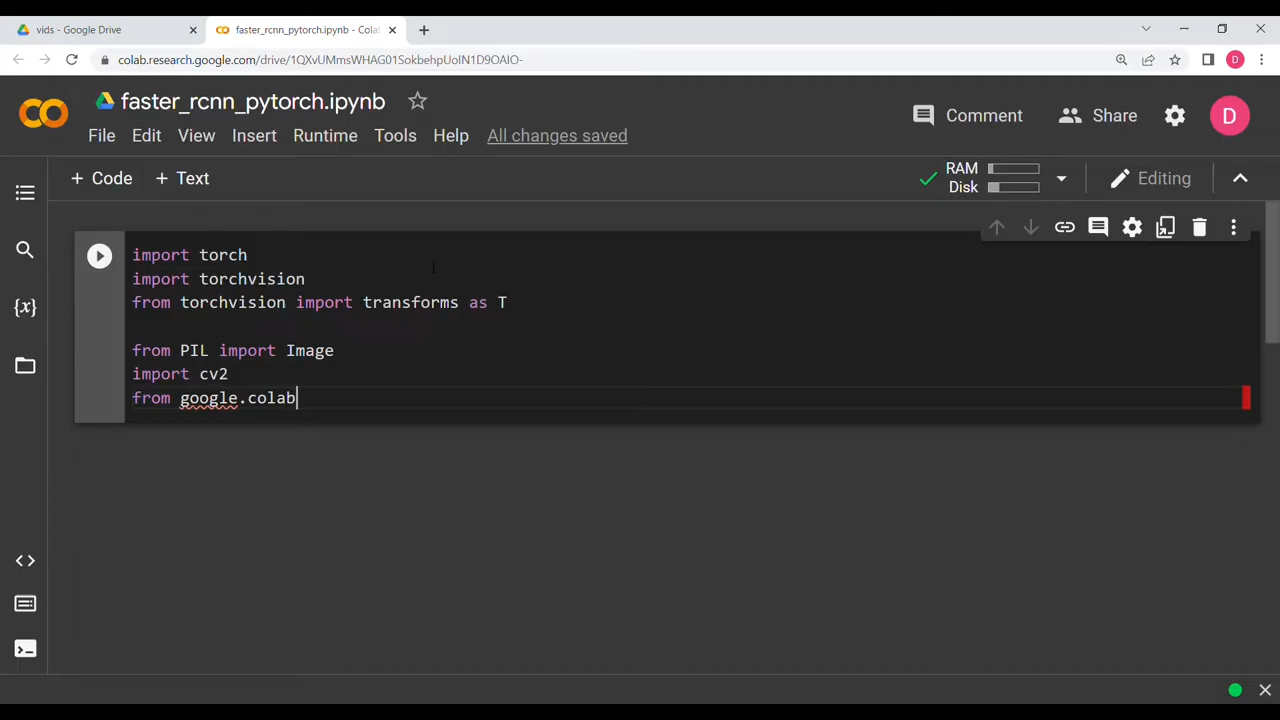 vids - Google Drive
faster_rcnn_pytorch.ipynb - Cola
colab.research.google.com/drive/1QXvUMmsWHAG01SokbehpUoIN1D9OAIO-
D
faster_rcnn_pytorch.ipynb
Comment
Share
D
File Edit View Insert Runtime Tools Help All changes saved
+ Code + Text
RAM
Disk
Editing
import torch
import torchvision
from torchvision import transforms as T
from PIL import Image
import cv2
from google.colab
{x}